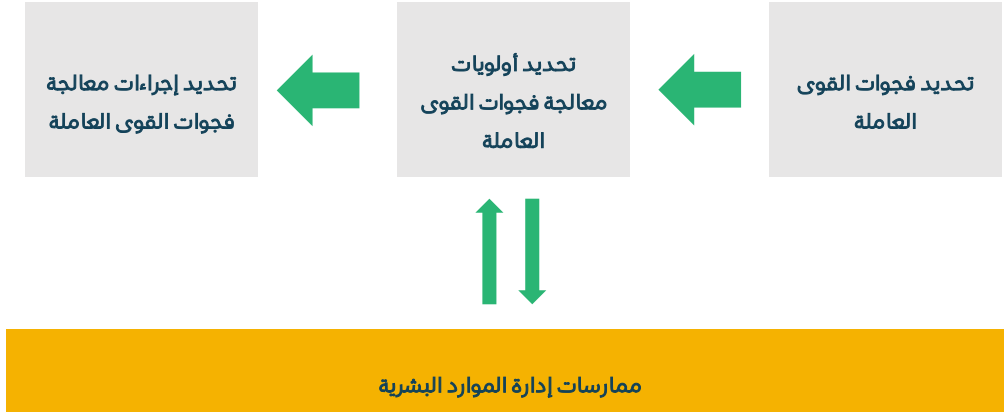 تحديد فجوات القوى
العاملة
تحديد أولويات
معالجة فجوات القوى
العاملة
تحديد إجراءات معالجة
فجوات القوى العاملة
ممارسات إدارة الموارد البشرية